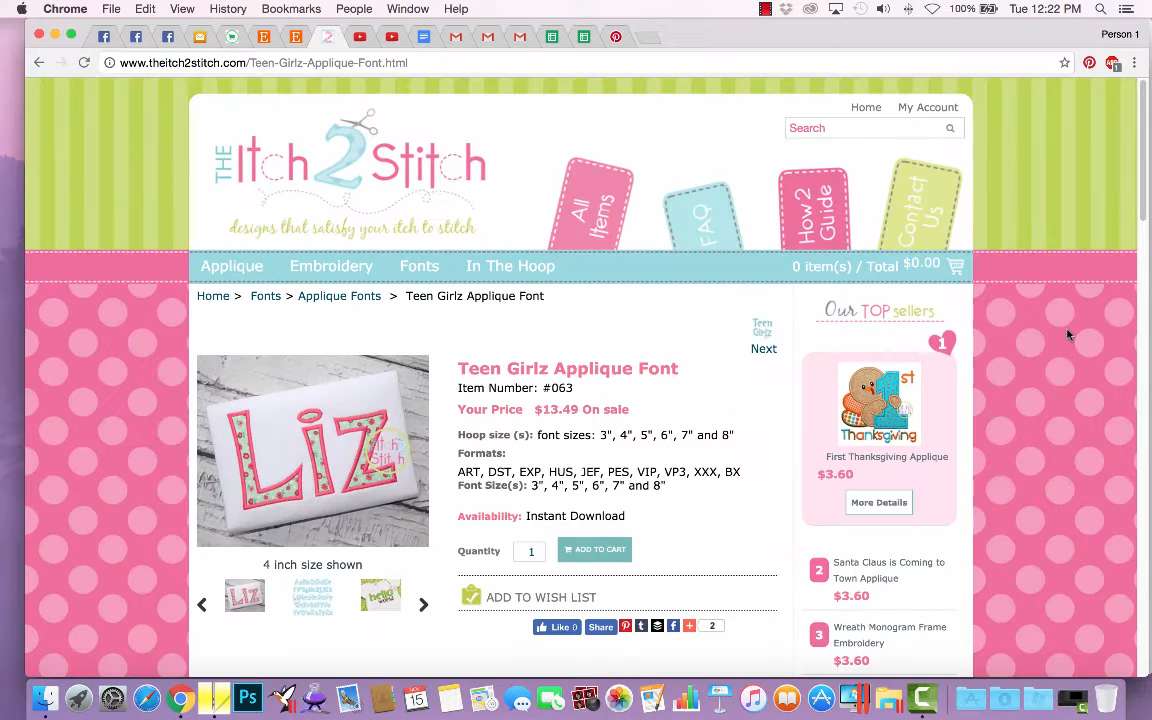 Chrome File Edit View History Bookmarks People Window Help 100% Tue 12:22 PM
Person 1
www.theitch2stitch.com/Teen-Girlz-Applique-Font.html
Home My Account
Search
THE Itch 2 Stitch
designs that satisfy your itch to stitch
All Items
FAQ
How 2 Guide
Contact Us
Applique Embroidery Fonts In The Hoop 0 item(s) / Total $0.00
Home > Fonts > Applique Fonts > Teen Girlz Applique Font
Our TOP sellers
Teen Girlz
Next
1
Teen Girlz Applique Font
Item Number: #063
Your Price $13.49 On sale
Hoop size (s): font sizes: 3", 4", 5", 6", 7" and 8"
Formats:
ART, DST, EXP, HUS, JEF, PES, VIP, VP3, XXX, BX
Font Size(s): 3", 4", 5", 6", 7" and 8"
Availability: Instant Download
Quantity 1 ADD TO CART
ADD TO WISH LIST
Like 0 Share 2
Liz
4 inch size shown
Liz
hello
1st
Thanksgiving
First Thanksgiving Applique
$3.60
More Details
2 Santa Claus is Coming to
Town Applique
$3.60
3 Wreath Monogram Frame
Embroidery
$3.60
NOV
15
Ps